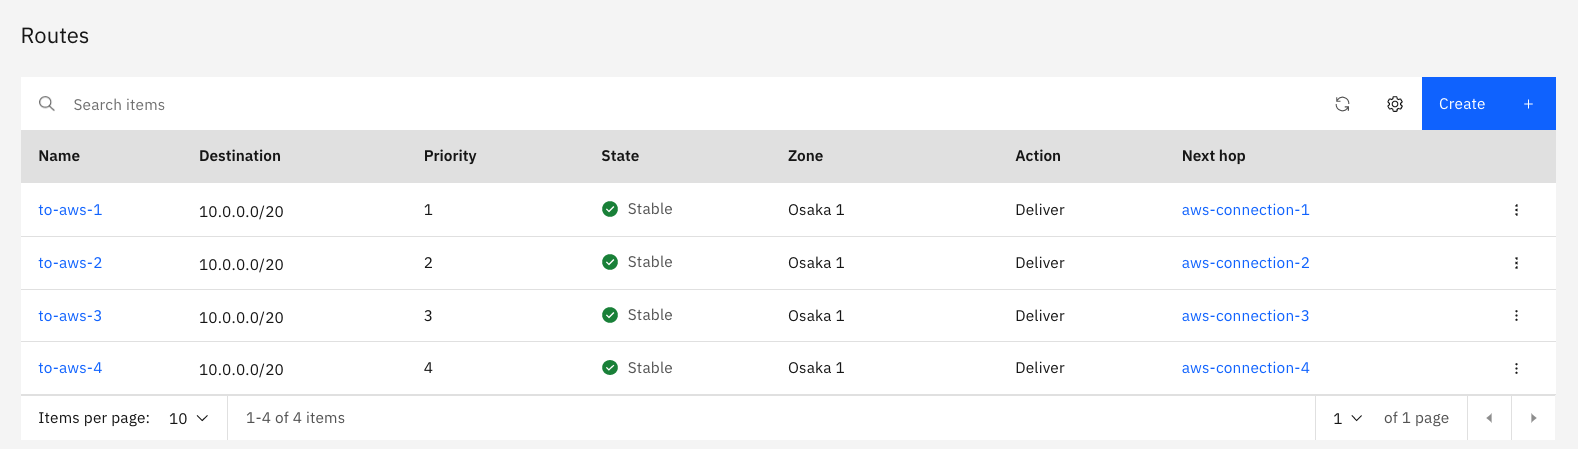 Routes
Search items
Create +
Name Destination Priority State Zone Action Next hop
to-aws-1 10.0.0.0/20 1 Stable Osaka 1 Deliver aws-connection-1
to-aws-2 10.0.0.0/20 2 Stable Osaka 1 Deliver aws-connection-2
to-aws-3 10.0.0.0/20 3 Stable Osaka 1 Deliver aws-connection-3
to-aws-4 10.0.0.0/20 4 Stable Osaka 1 Deliver aws-connection-4
Items per page: 10 1-4 of 4 items 1 of 1 page